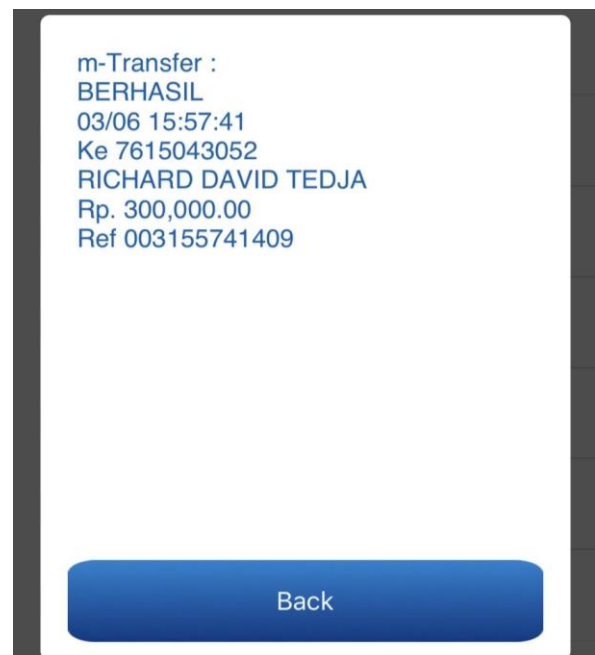 m-Transfer :
BERHASIL
03/06 15:57:41
Ke 7615043052
RICHARD DAVID TEDJA
Rp. 300,000.00
Ref 003155741409
Back